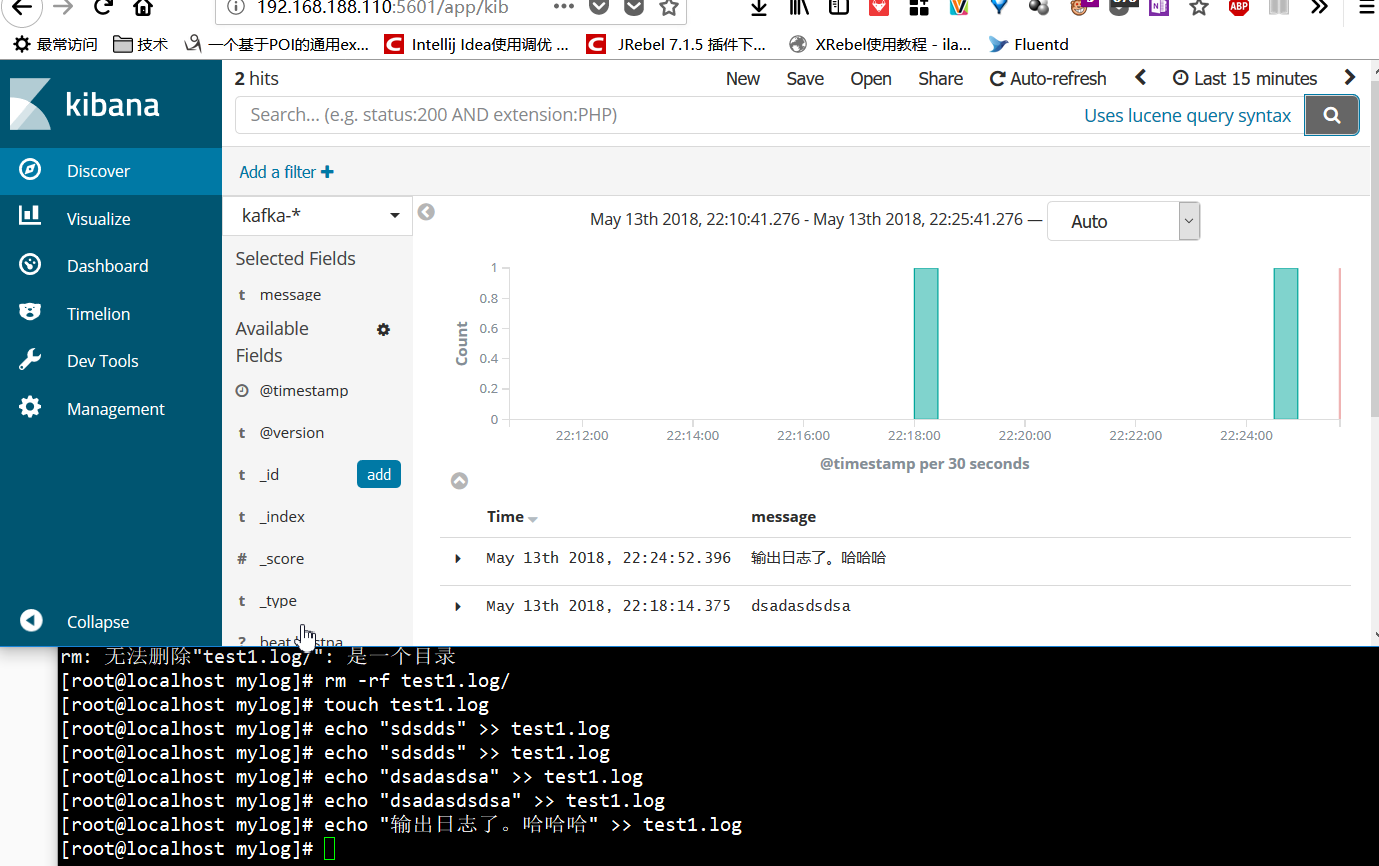 192.168.188.110:5601/app/kib
ABP
最常访问 技术 一个基于POI的通用ex... Intellij Idea使用调优 ... JRebel 7.1.5 插件下... XRebel使用教程 - ila... Fluentd
kibana
Discover
Visualize
Dashboard
Timelion
Dev Tools
Management
Collapse
2 hits
New Save Open Share Auto-refresh Last 15 minutes
Search... (e.g. status:200 AND extension:PHP) Uses lucene query syntax
Add a filter
kafka-*
Selected Fields
t message
Available
Fields
@timestamp
t @version
t _id add
t _index
# _score
t _type
May 13th 2018, 22:10:41.276 - May 13th 2018, 22:25:41.276 — Auto
Count
1
0.8
0.6
0.4
0.2
0
22:12:00 22:14:00 22:16:00 22:18:00 22:20:00 22:22:00 22:24:00
@timestamp per 30 seconds
Time message
May 13th 2018, 22:24:52.396 输出日志了。哈哈哈
May 13th 2018, 22:18:14.375 dsadasdsdsa
rm: 无法删除"test1.log/": 是一个目录
[root@localhost mylog]# rm -rf test1.log/
[root@localhost mylog]# touch test1.log
[root@localhost mylog]# echo "sdsdds" >> test1.log
[root@localhost mylog]# echo "sdsdds" >> test1.log
[root@localhost mylog]# echo "dsadasdsa" >> test1.log
[root@localhost mylog]# echo "dsadasdsdsa" >> test1.log
[root@localhost mylog]# echo "输出日志了。哈哈哈" >> test1.log
[root@localhost mylog]#